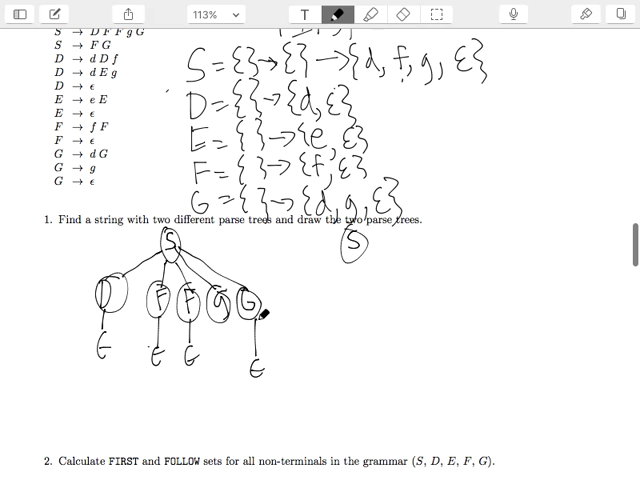 113%
T
S → D F F g G
S → F G
D → d D f
D → d E g
D → ϵ
E → e E
E → ϵ
F → f F
F → ϵ
G → d G
G → g
G → ϵ
S = {} → {} → {d, f, g, ε}
D = {} → {d, ε}
E = { } → {e, ε}
F = { } → {f, ε}
G = {} → {d, g, ε}
1. Find a string with two different parse trees and draw the two parse trees.
S S
D F F g G
ε ε ε ε
2. Calculate FIRST and FOLLOW sets for all non-terminals in the grammar (S, D, E, F, G).